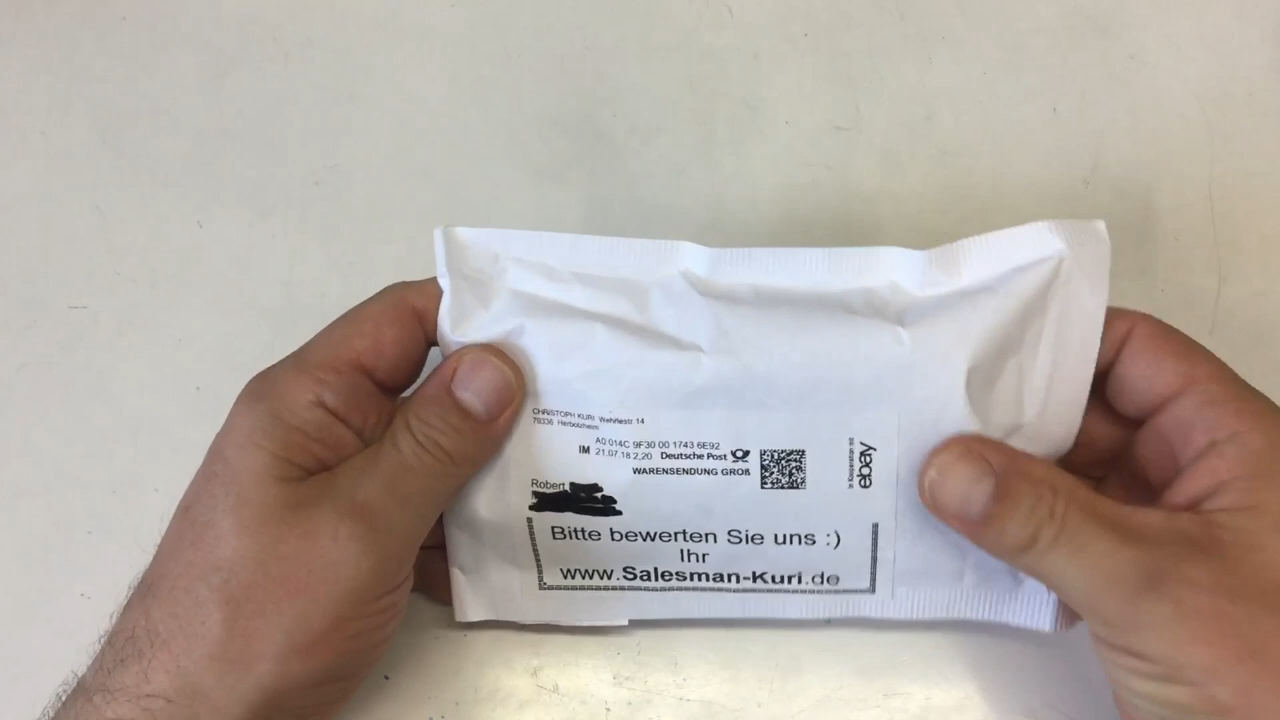 CHRISTOPH KURI Wehrlestr. 14
79336 Herbolzheim
A0 014C 9F30 00 1743 6E92
IM 21.07.18 2,20 Deutsche Post
WARENSENDUNG GROß
In Kooperation mit
ebay
Robert
Bitte bewerten Sie uns :)
Ihr
www.Salesman-Kuri.de